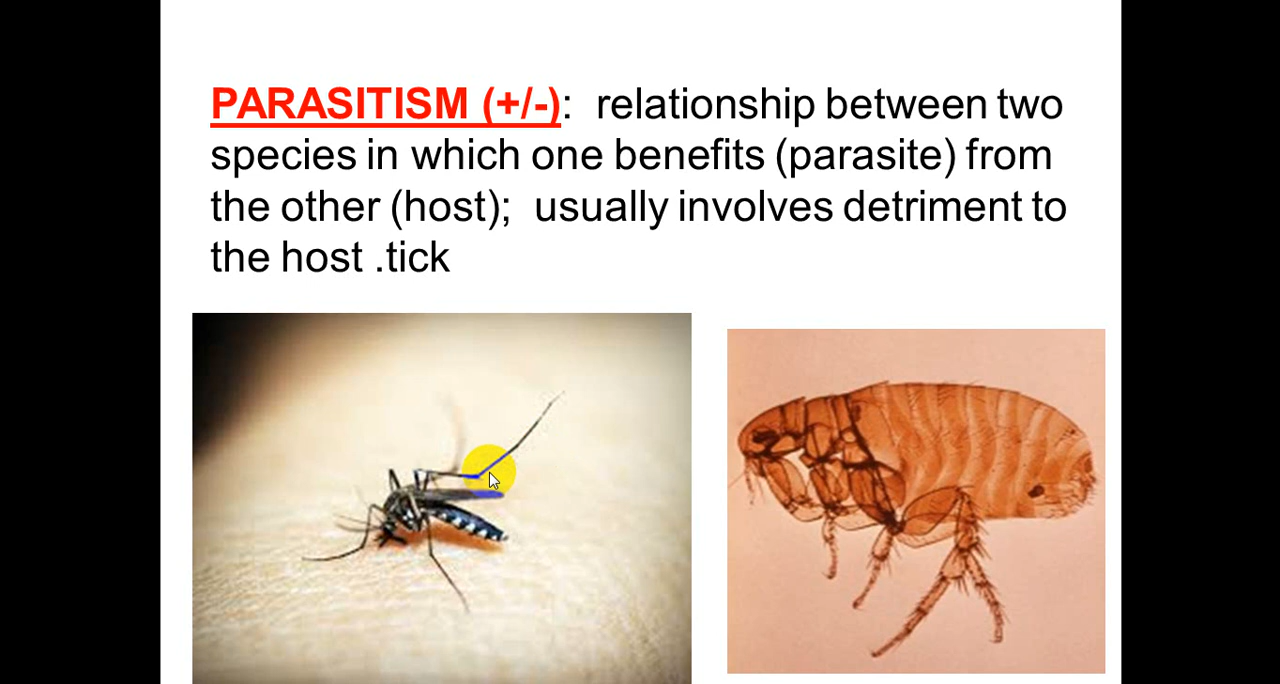 PARASITISM (+/-):  relationship between two
species in which one benefits (parasite) from
the other (host);  usually involves detriment to
the host .tick